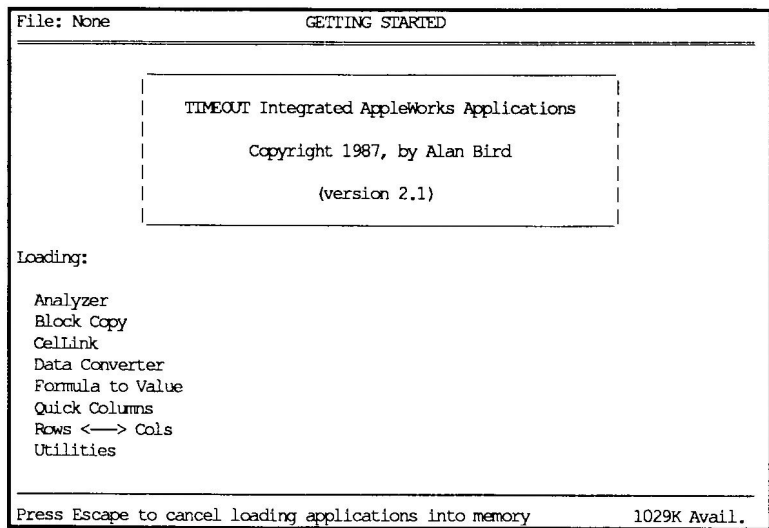 File: None GETTING STARTED
TIMEOUT Integrated AppleWorks Applications
Copyright 1987, by Alan Bird
(version 2.1)
Loading:
Analyzer
Block Copy
CelLink
Data Converter
Formula to Value
Quick Columns
Rows <——> Cols
Utilities
Press Escape to cancel loading applications into memory 1029K Avail.